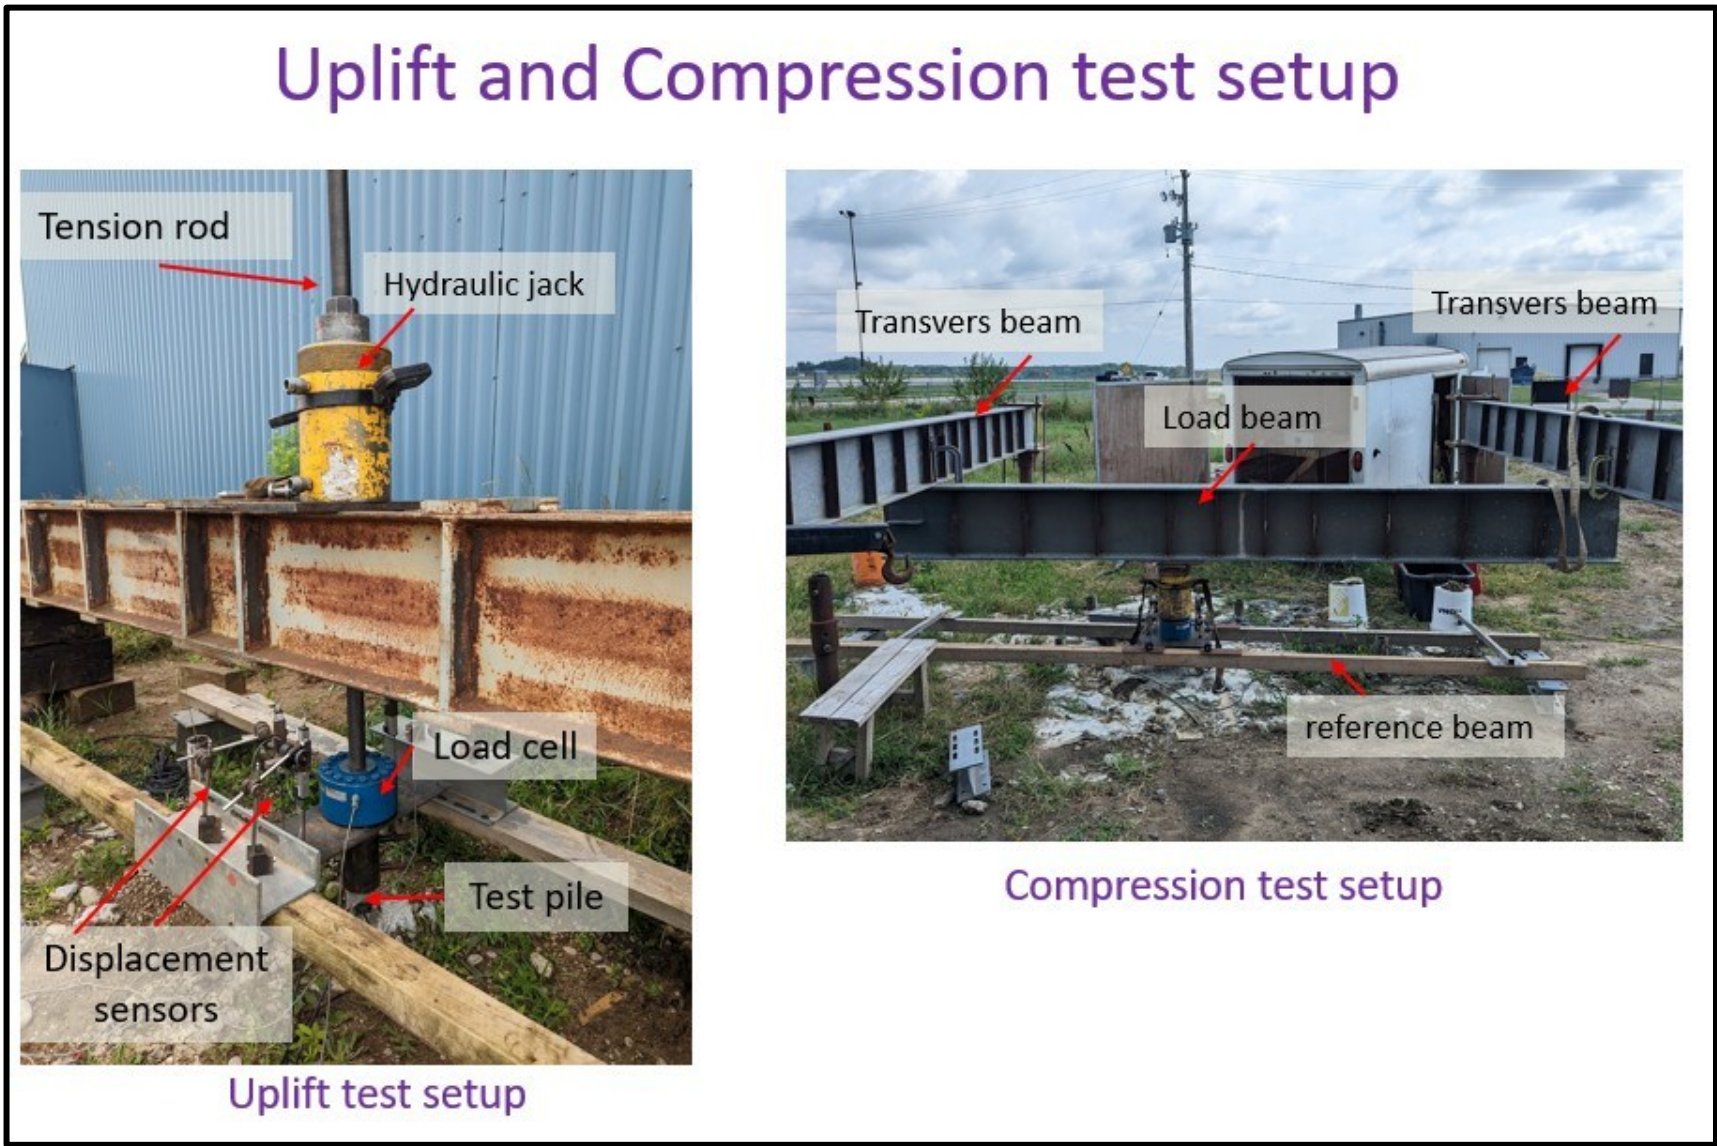 Uplift and Compression test setup
Tension rod
Hydraulic jack
Load cell
Test pile
Displacement
sensors
Uplift test setup
Transvers beam
Transvers beam
Load beam
reference beam
Compression test setup